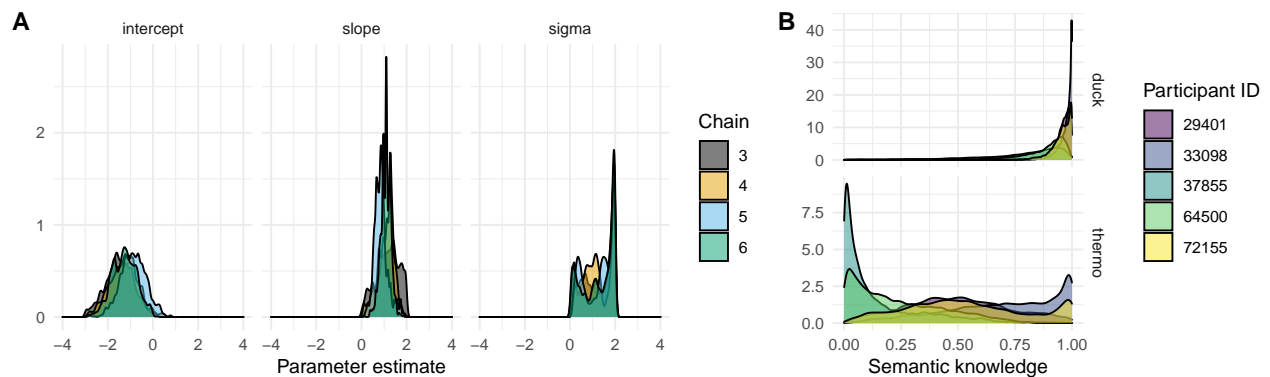 A
intercept
slope
sigma
2
1
0
−4 −2 0 2 4
−4 −2 0 2 4
−4 −2 0 2 4
Parameter estimate
Chain
3
4
5
6
B
40
30
20
10
0
duck
7.5
5.0
2.5
0.0
thermo
0.00 0.25 0.50 0.75 1.00
Semantic knowledge
Participant ID
29401
33098
37855
64500
72155